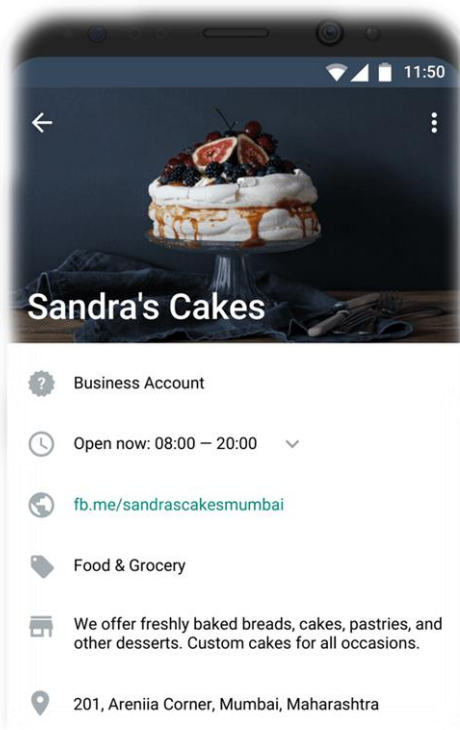 11:50
Sandra's Cakes
Business Account
Open now: 08:00 — 20:00
fb.me/sandrascakesmumbai
Food & Grocery
We offer freshly baked breads, cakes, pastries, and
other desserts. Custom cakes for all occasions.
201, Areniia Corner, Mumbai, Maharashtra